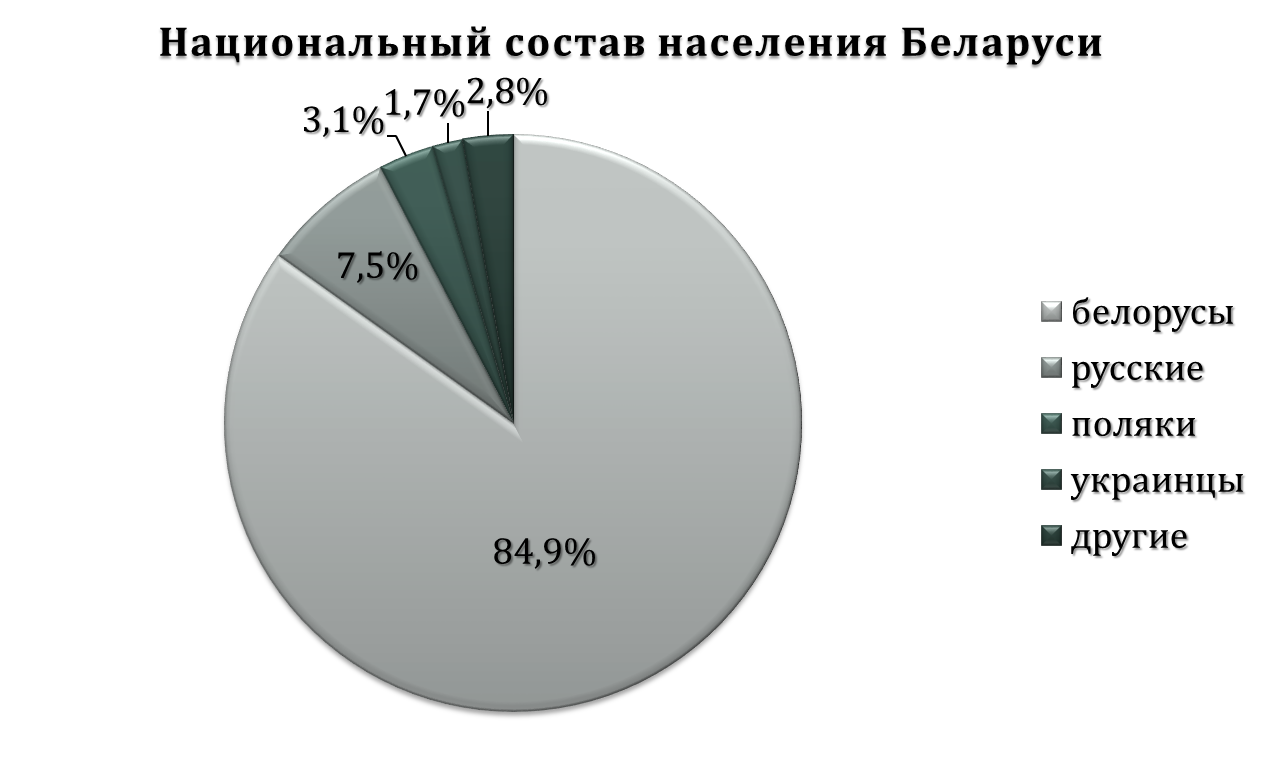 Национальный состав населения Беларуси
3,1%
1,7%
2,8%
7,5%
84,9%
белорусы
русские
поляки
украинцы
другие